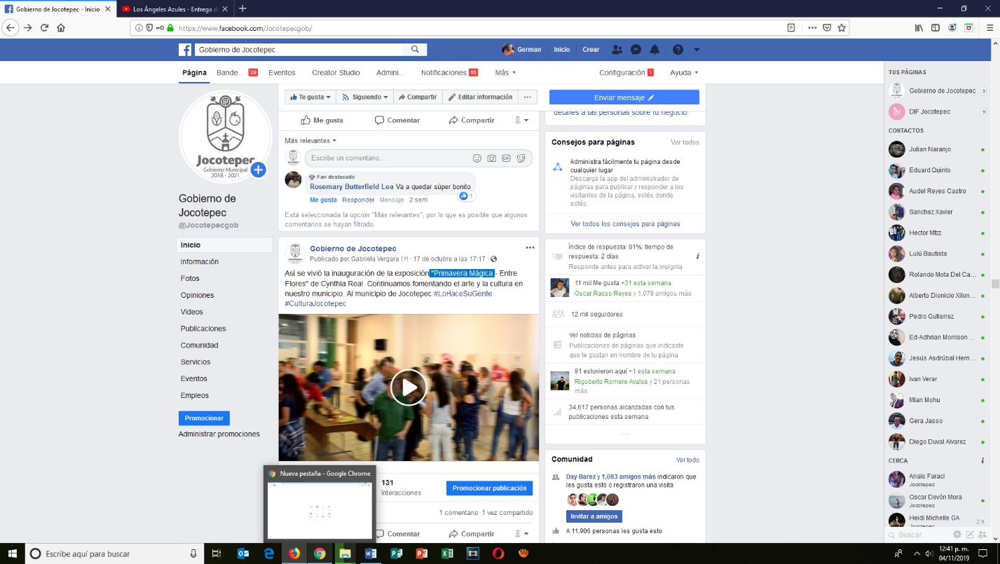 Gobierno de Jocotepec - Inicio
Los Ángeles Azules - Entrega d
https://www.facebook.com/Jocotepecgob/
Gobierno de Jocotepec
German
Inicio
Crear
Página
Bande... 39
Eventos
Creator Studio
Admini...
Notificaciones 55
Más
Configuración 1
Ayuda
Te gusta
Siguiendo
Compartir
Editar información
Enviar mensaje
Jocotepec
Gobierno Municipal
2018 - 2021
Gobierno de
Jocotepec
@Jocotepecgob
Inicio
Información
Fotos
Opiniones
Videos
Publicaciones
Comunidad
Servicios
Eventos
Empleos
Promocionar
Administrar promociones
Me gusta
Comentar
Compartir
Más relevantes
Escribe un comentario...
GIF
Fan destacado
Rosemary Butterfield Lea Va a quedar súper bonito
1
Me gusta · Responder · Mensaje · 2 sem
Está seleccionada la opción "Más relevantes", por lo que es posible que algunos
comentarios se hayan filtrado.
Gobierno de Jocotepec
Publicado por Gabriela Vergara [?] · 17 de octubre a las 17:17 ·
Así se vivió la inauguración de la exposición "Primavera Mágica - Entre
Flores" de Cynthia Real. Continuamos fomentando el arte y la cultura en
nuestro municipio. Al municipio de Jocotepec #LoHaceSuGente
#CulturaJocotepec
Nueva pestaña - Google Chrome
131
Interacciones
Promocionar publicación
1 comentario 1 vez compartido
Comentar
Compartir
detalles a las personas sobre tu negocio.
Consejos para páginas
Ver todos
Administra fácilmente tu página desde
cualquier lugar
Descarga la app del administrador de
páginas para publicar y responder a los
visitantes de la página, estés donde
estés.
Ver todos los consejos para páginas
Índice de respuesta: 81%; tiempo de
respuesta: 2 días
Responde antes para activar la insignia
11 mil Me gusta +31 esta semana
Oscar Racso Reyes y 1,079 amigos más
12 mil seguidores
Ver noticias de páginas
Publicaciones de páginas que indicaste
que te gustan en nombre de tu página
91 estuvieron aquí +1 esta semana
Rigoberto Romero Avalos y 21 personas
más
34,617 personas alcanzadas con tus
publicaciones esta semana
Comunidad
Ver todo
Day Barez y 1,083 amigos más indicaron que
les gusta esto o registraron una visita
Invitar a amigos
A 11,906 personas les gusta esto
TUS PÁGINAS
Gobierno de Jocotepec 9
DIF Jocotepec 9
CONTACTOS
Julian Naranjo
Eduard Quinto
Audel Reyes Castro
Sanchez Xavier
Hector Mtzz
Lulú Bautista
Rolando Mota Del Ca...
Alberto Dionicio Xilon...
Pedro Gutierrez
Ed-Adhrian Morrison ...
Jesús Asdrúbal Hern...
Ivan Verar
Mian Mohu
Gera Jasso
Diego Duval Alvarez
CERCA
Anais Faraci
Jocotepec
Oscar Devón Mora
Jocotepec
Heidi Michelle GA
Jocotepec
2 h
Buscar
Escribe aquí para buscar
12:41 p. m.
04/11/2019